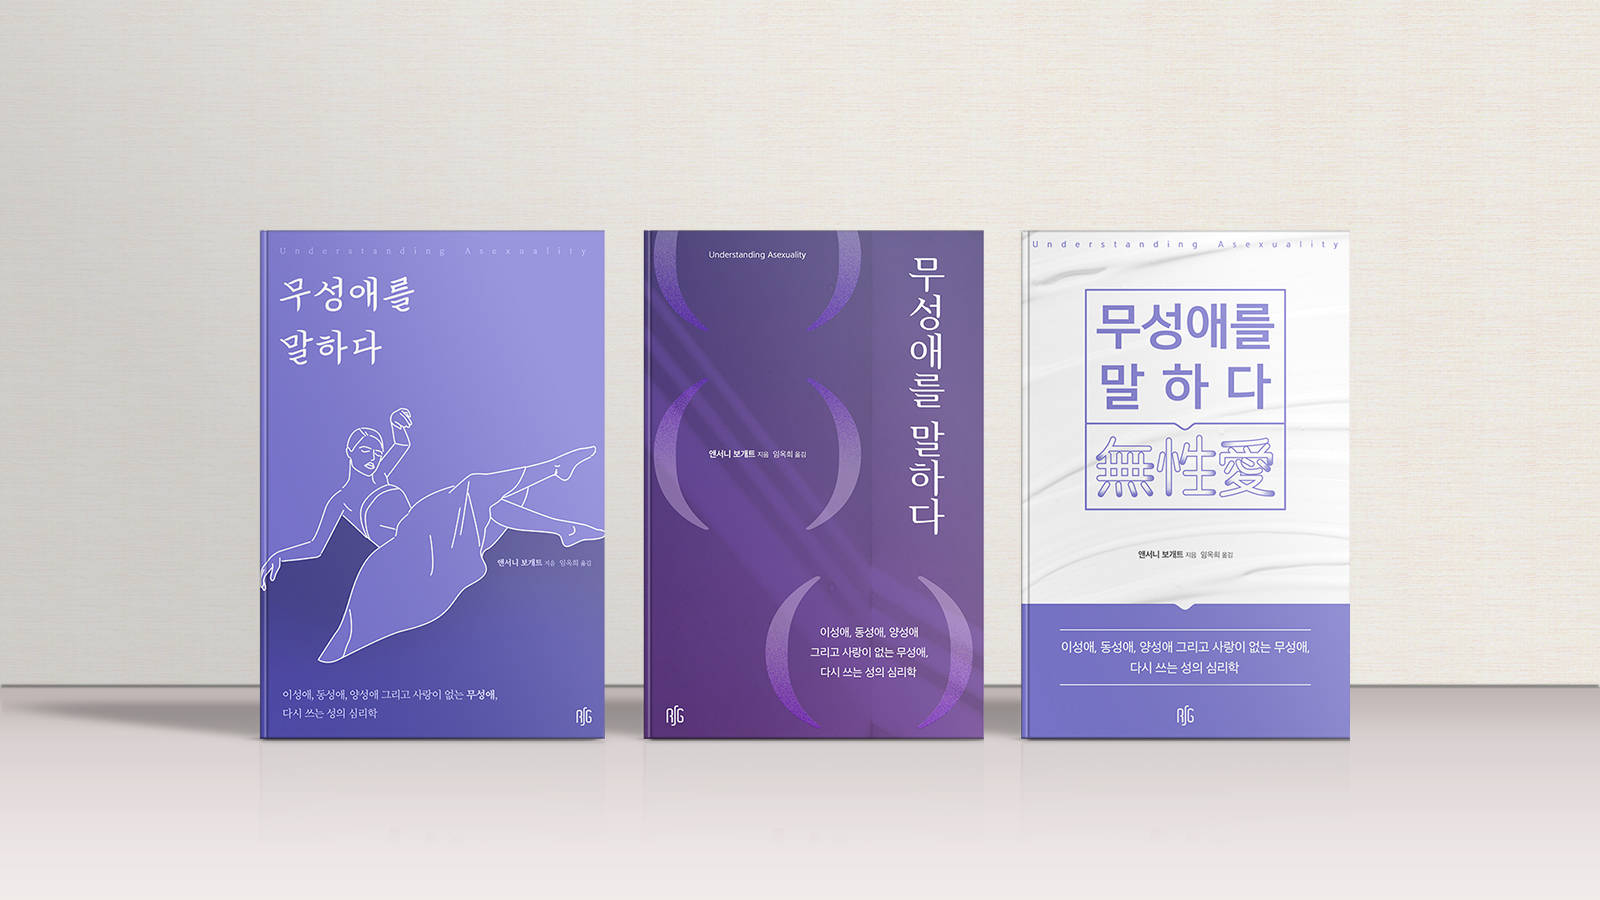 Understanding Asexuality
무성애를
말하다
앤서니 보개트 지음 임옥희 옮김
이성애, 동성애, 양성애 그리고 사랑이 없는 무성애,
다시 쓰는 성의 심리학
RSG
Understanding Asexuality
무성애를 말하다
앤서니 보개트 지음 임옥희 옮김
이성애, 동성애, 양성애
그리고 사랑이 없는 무성애,
다시 쓰는 성의 심리학
RSG
Understanding Asexuality
무성애를
말하다
無性愛
앤서니 보개트 지음 임옥희 옮김
이성애, 동성애, 양성애 그리고 사랑이 없는 무성애,
다시 쓰는 성의 심리학
RSG